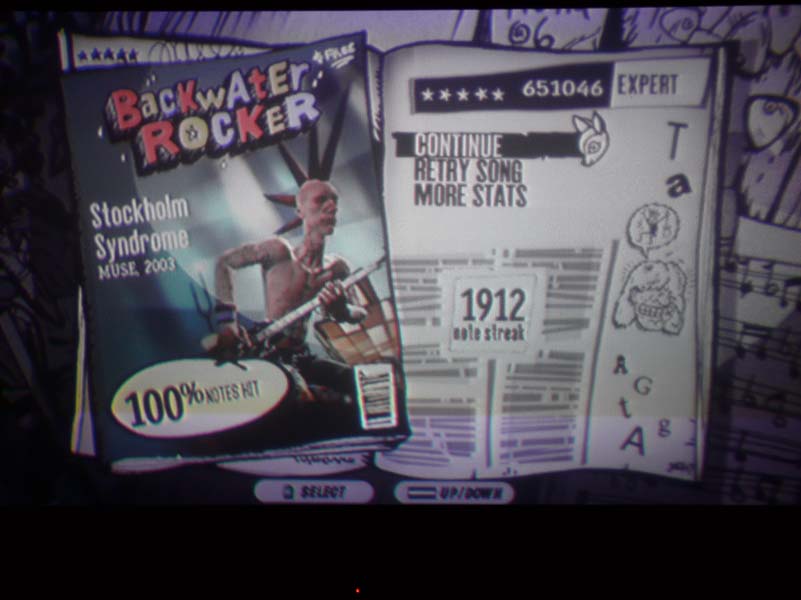 ★★★★★
+ FREE
BACKWATER
ROCKER
Stockholm
Syndrome
MUSE, 2003
100% NOTES HIT
★★★★★ 651046 EXPERT
CONTINUE
RETRY SONG
MORE STATS
1912
note streak
T
a
A
G
t
g
A
SELECT
UP/DOWN